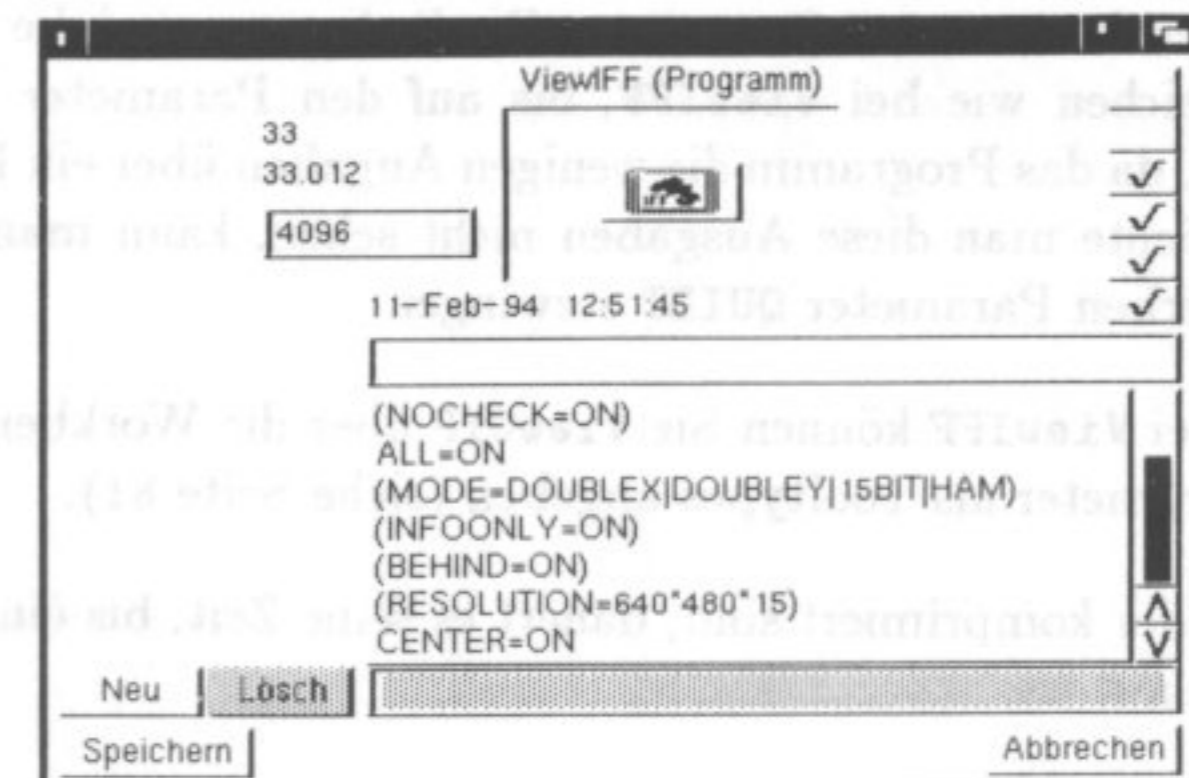 ViewIFF (Programm)
33
33.012
4096
IFF
11-Feb-94 12:51:45
(NOCHECK=ON)
ALL=ON
(MODE=DOUBLEX|DOUBLEY|15BIT|HAM)
(INFOONLY=ON)
(BEHIND=ON)
(RESOLUTION=640*480*15)
CENTER=ON
Neu Lösch
Speichern Abbrechen